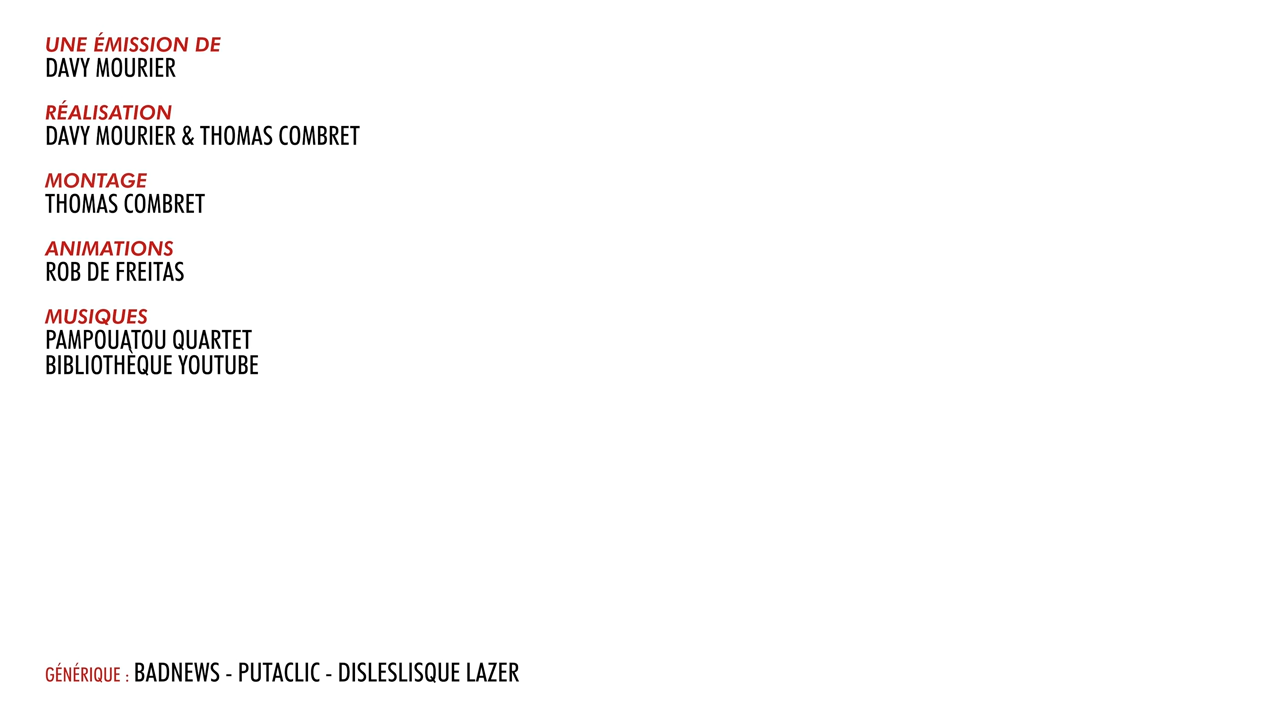 UNE ÉMISSION DE
DAVY MOURIER
RÉALISATION
DAVY MOURIER & THOMAS COMBRET
MONTAGE
THOMAS COMBRET
ANIMATIONS
ROB DE FREITAS
MUSIQUES
PAMPOUATOU QUARTET
BIBLIOTHÈQUE YOUTUBE
GÉNÉRIQUE : BADNEWS - PUTACLIC - DISLESLISQUE LAZER